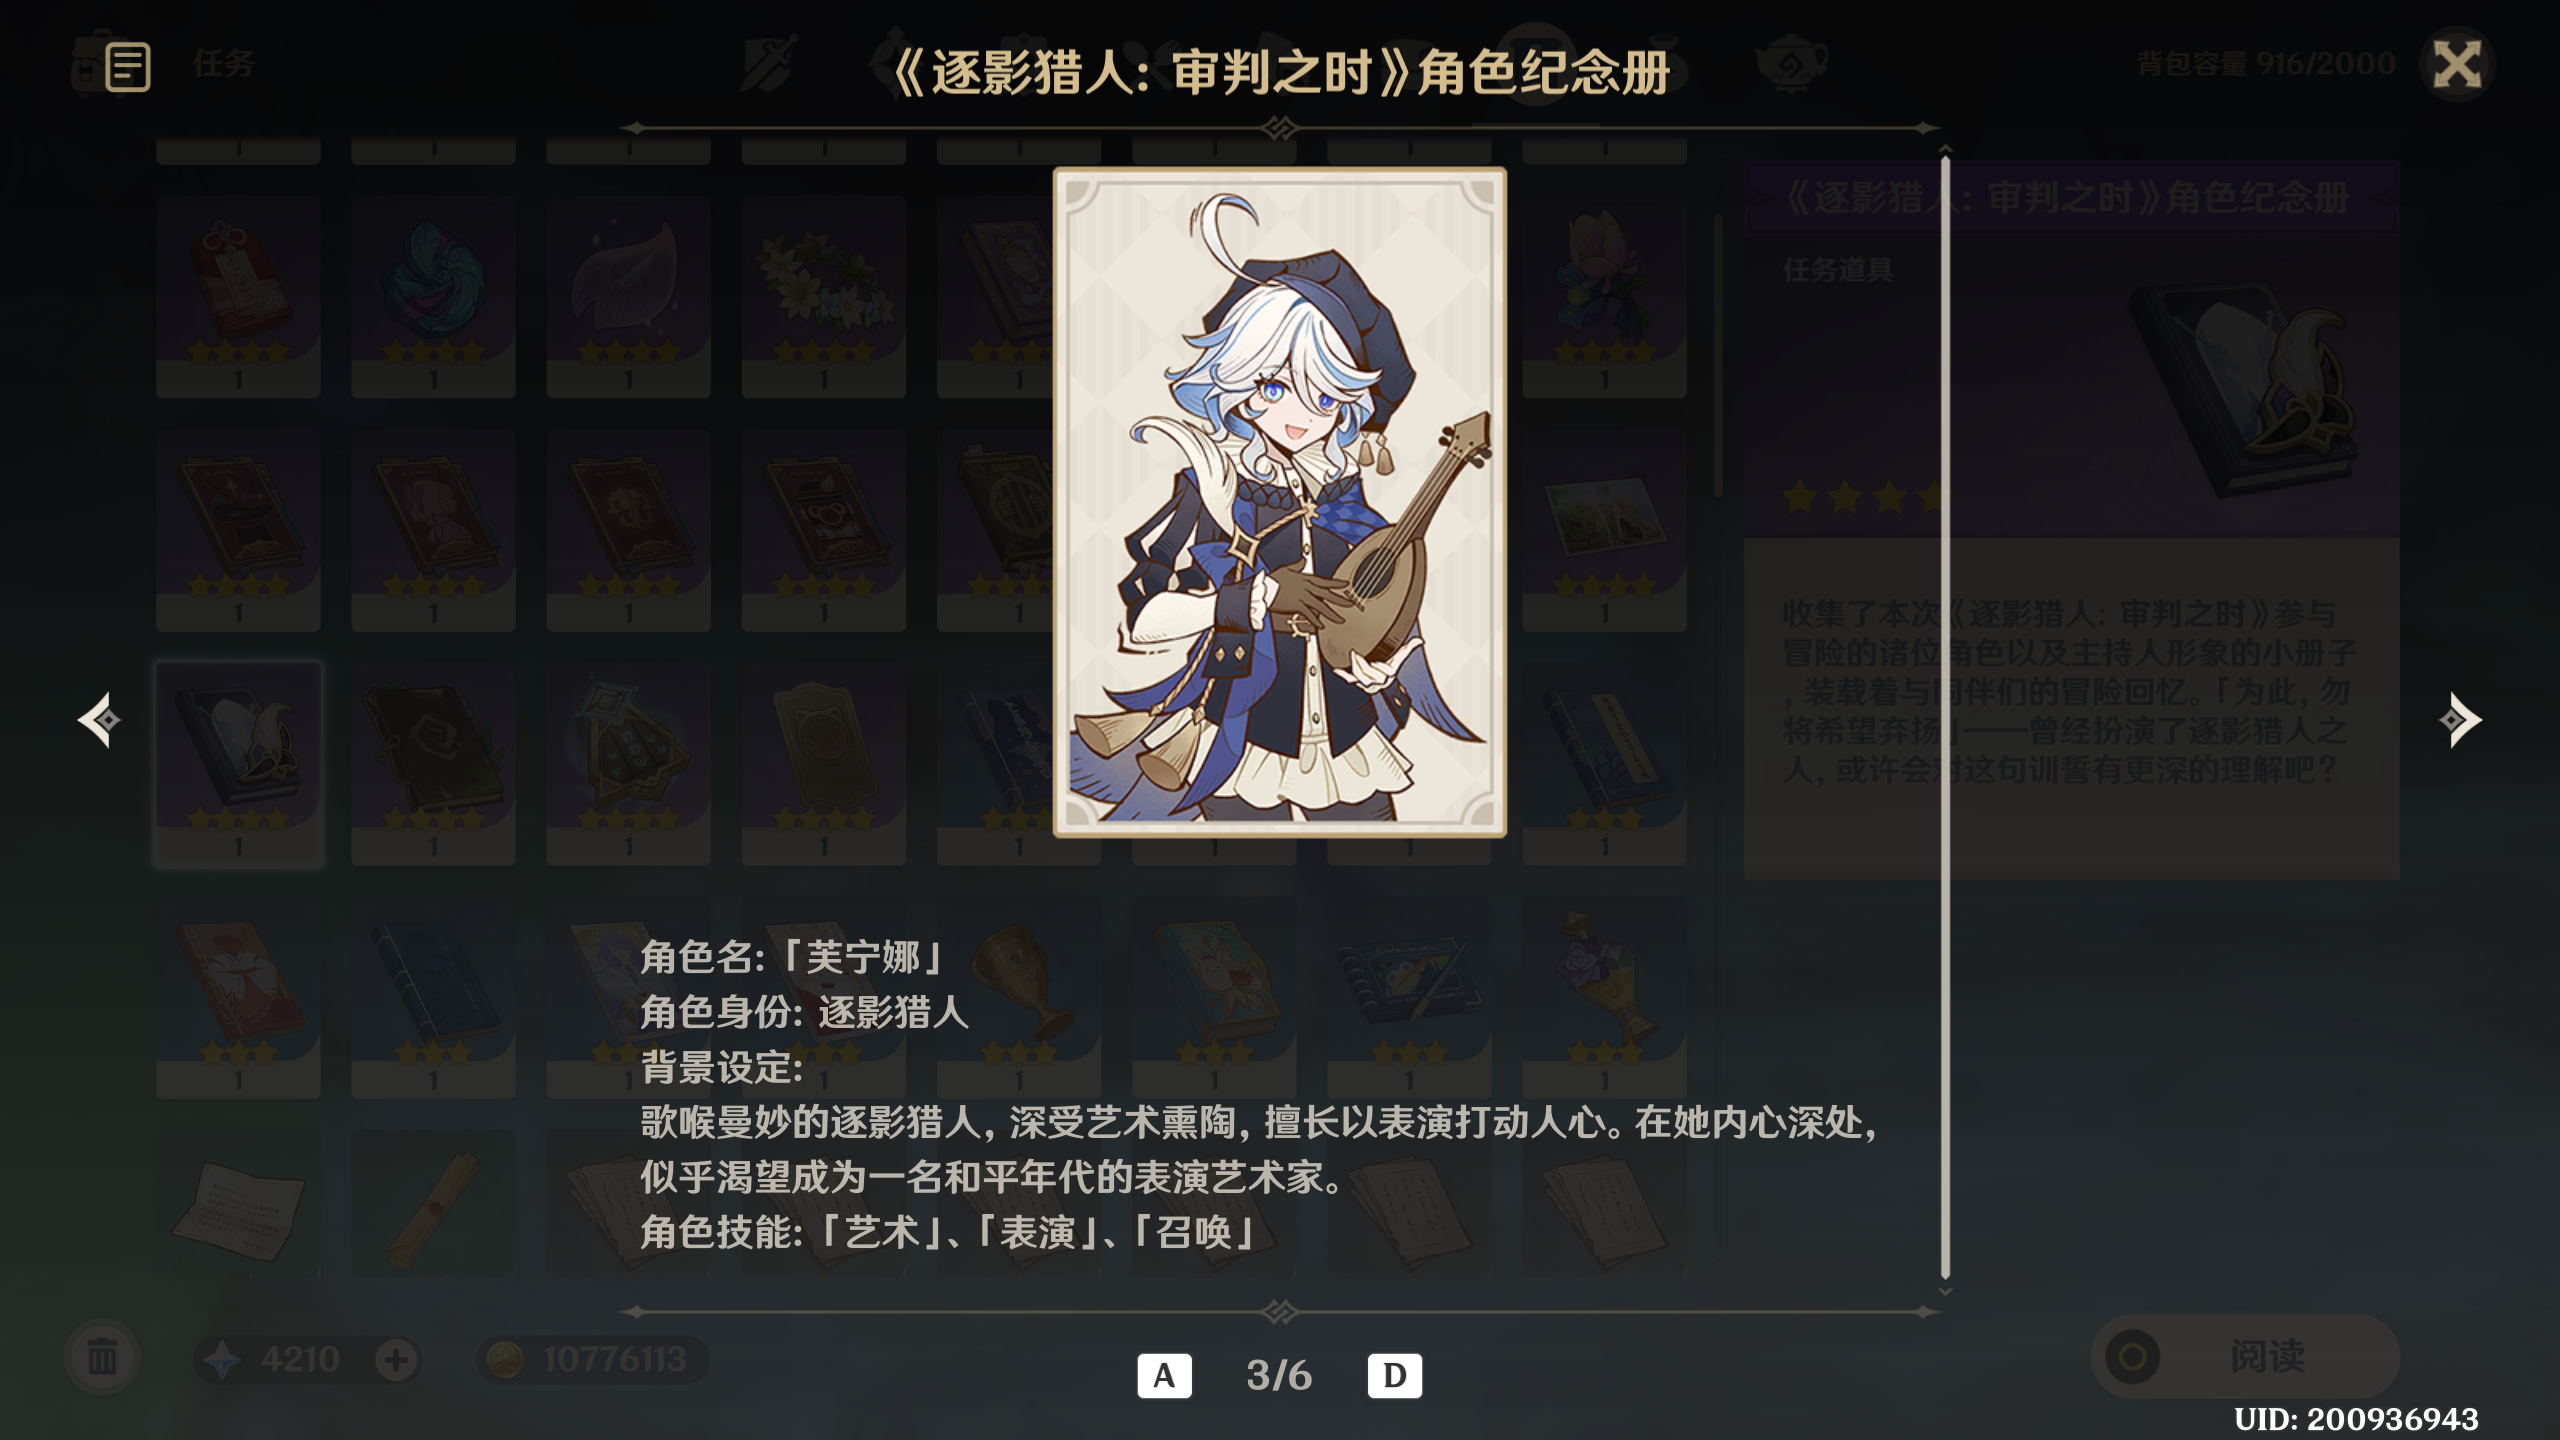 任务
《逐影猎人: 审判之时》角色纪念册
背包容量 916/2000
《逐影猎人: 审判之时》角色纪念册
任务道具
收集了本次《逐影猎人: 审判之时》参与
冒险的诸位角色以及主持人形象的小册子
，装载着与同伴们的冒险回忆。「为此，勿
将希望弃扬」——曾经扮演了逐影猎人之
人，或许会对这句训誓有更深的理解吧？
角色名:「芙宁娜」
角色身份: 逐影猎人
背景设定:
歌喉曼妙的逐影猎人，深受艺术熏陶，擅长以表演打动人心。在她内心深处，
似乎渴望成为一名和平年代的表演艺术家。
角色技能:「艺术」、「表演」、「召唤」
4210
10776113
A 3/6 D
阅读
UID: 200936943